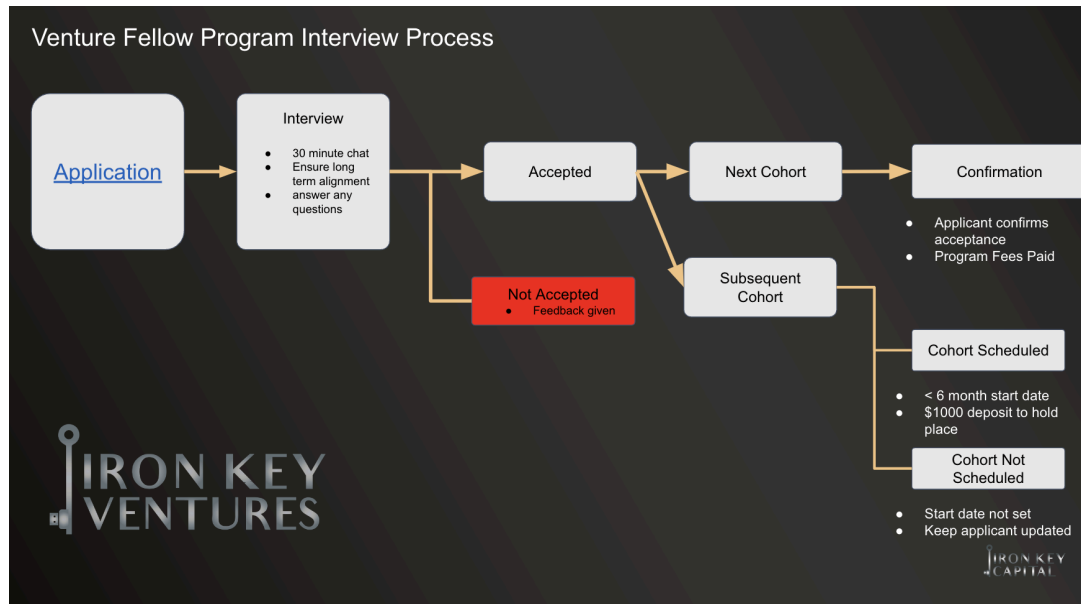 Venture Fellow Program Interview Process
Application
Interview
● 30 minute chat
● Ensure long
term alignment
● answer any
questions
Accepted
Next Cohort
Confirmation
● Applicant confirms
acceptance
● Program Fees Paid
Not Accepted
● Feedback given
Subsequent
Cohort
Cohort Scheduled
● < 6 month start date
● $1000 deposit to hold
place
Cohort Not
Scheduled
● Start date not set
● Keep applicant updated
IRON KEY
VENTURES
IRON KEY
CAPITAL